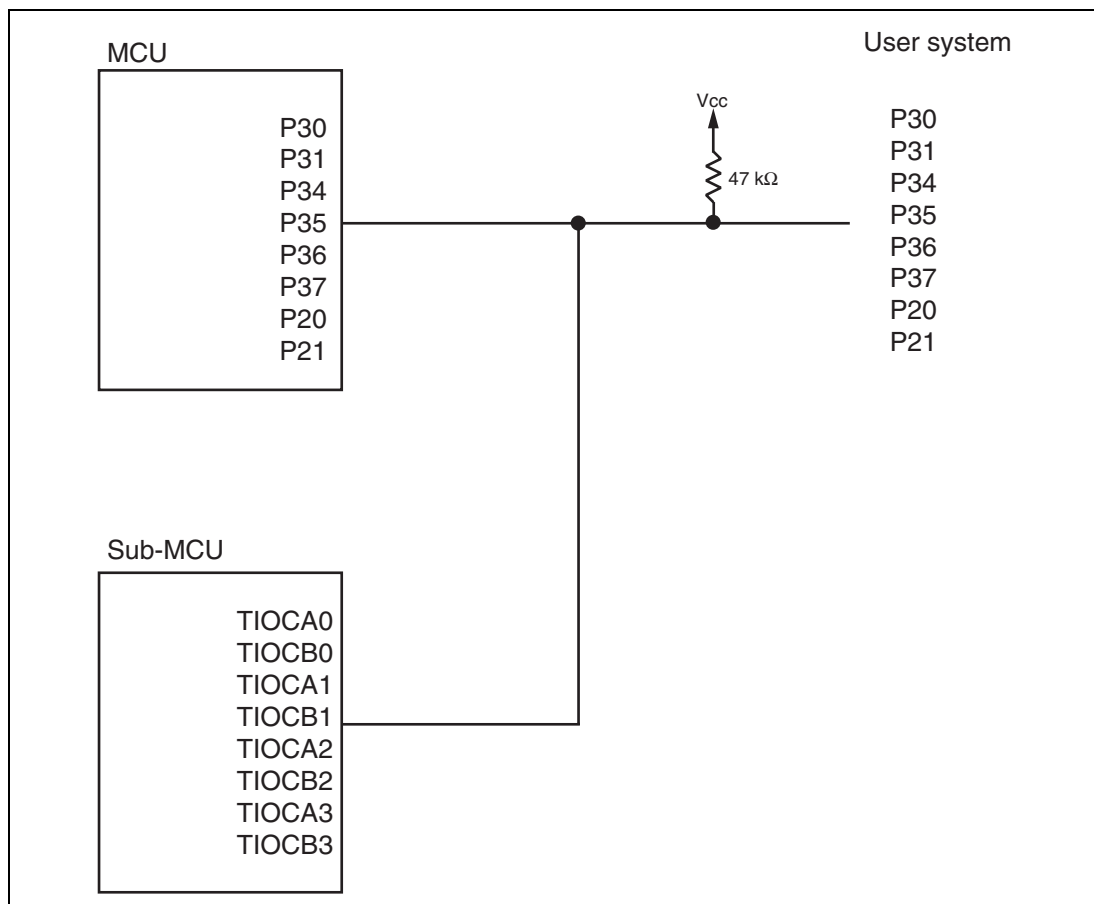 MCU
P30
P31
P34
P35
P36
P37
P20
P21
Vcc
47 kΩ
User system
P30
P31
P34
P35
P36
P37
P20
P21
Sub-MCU
TIOCA0
TIOCB0
TIOCA1
TIOCB1
TIOCA2
TIOCB2
TIOCA3
TIOCB3